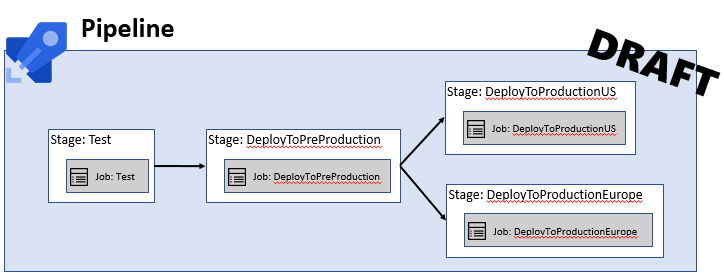 Pipeline
DRAFT
Stage: Test
Job: Test
Stage: DeployToPreProduction
Job: DeployToPreProduction
Stage: DeployToProductionUS
Job: DeployToProductionUS
Stage: DeployToProductionEurope
Job: DeployToProductionEurope